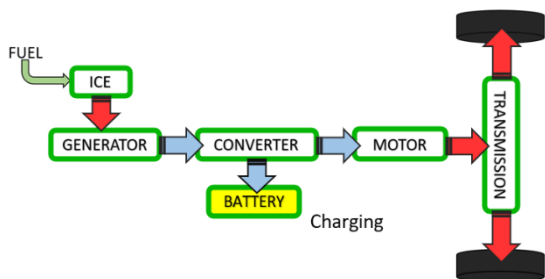 FUEL
ICE
GENERATOR
CONVERTER
MOTOR
TRANSMISSION
BATTERY
Charging